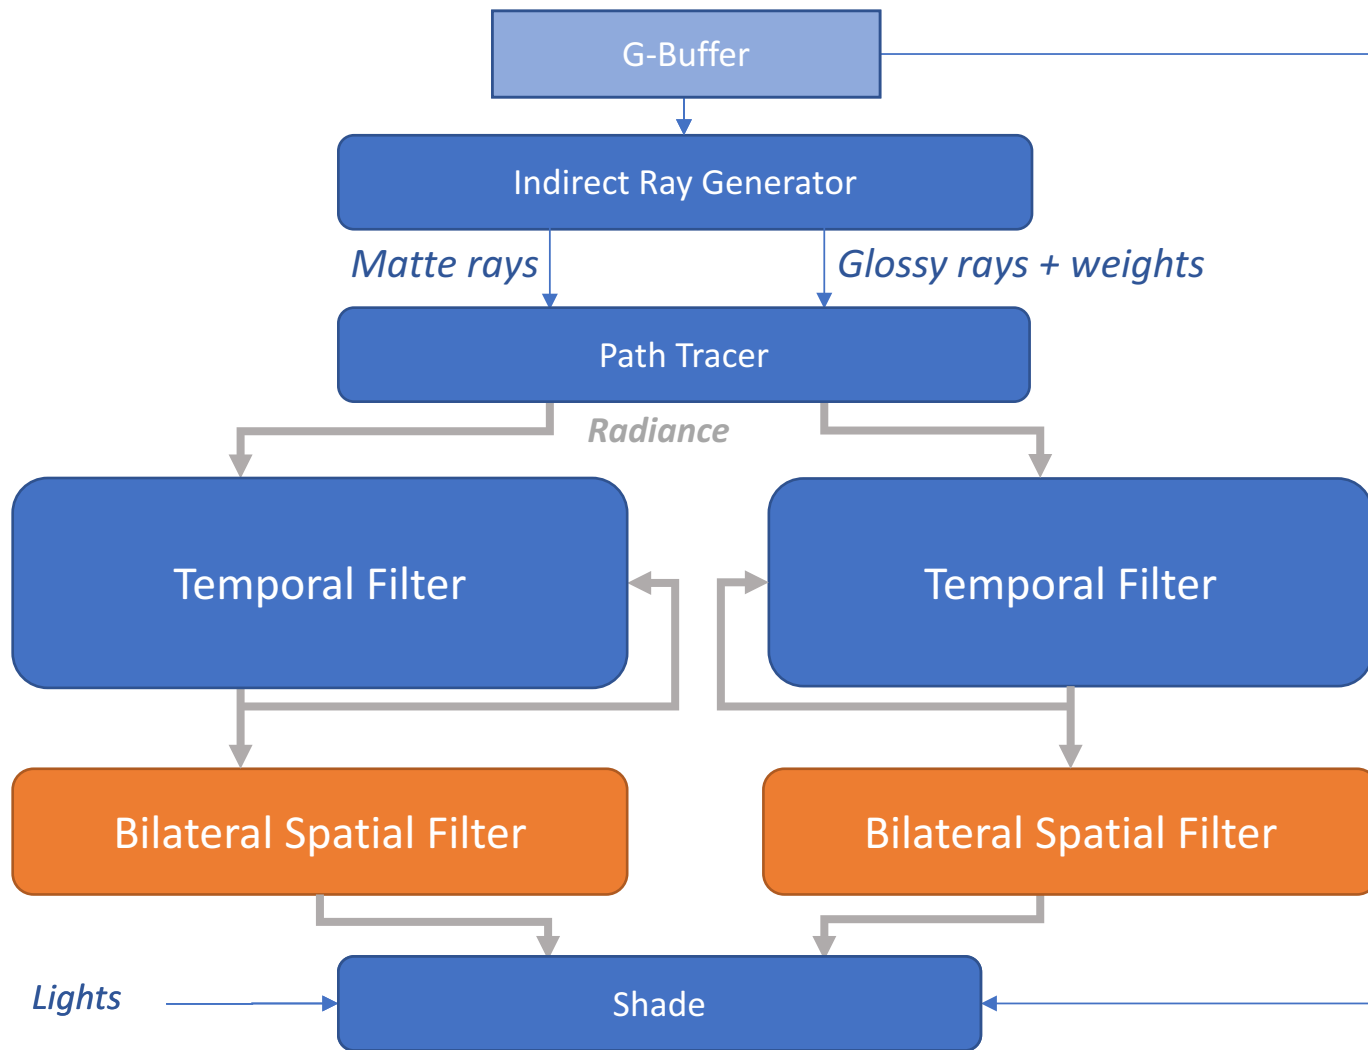 G-Buffer
Indirect Ray Generator
Matte rays
Glossy rays + weights
Path Tracer
Radiance
Temporal Filter
Temporal Filter
Bilateral Spatial Filter
Bilateral Spatial Filter
Lights
Shade